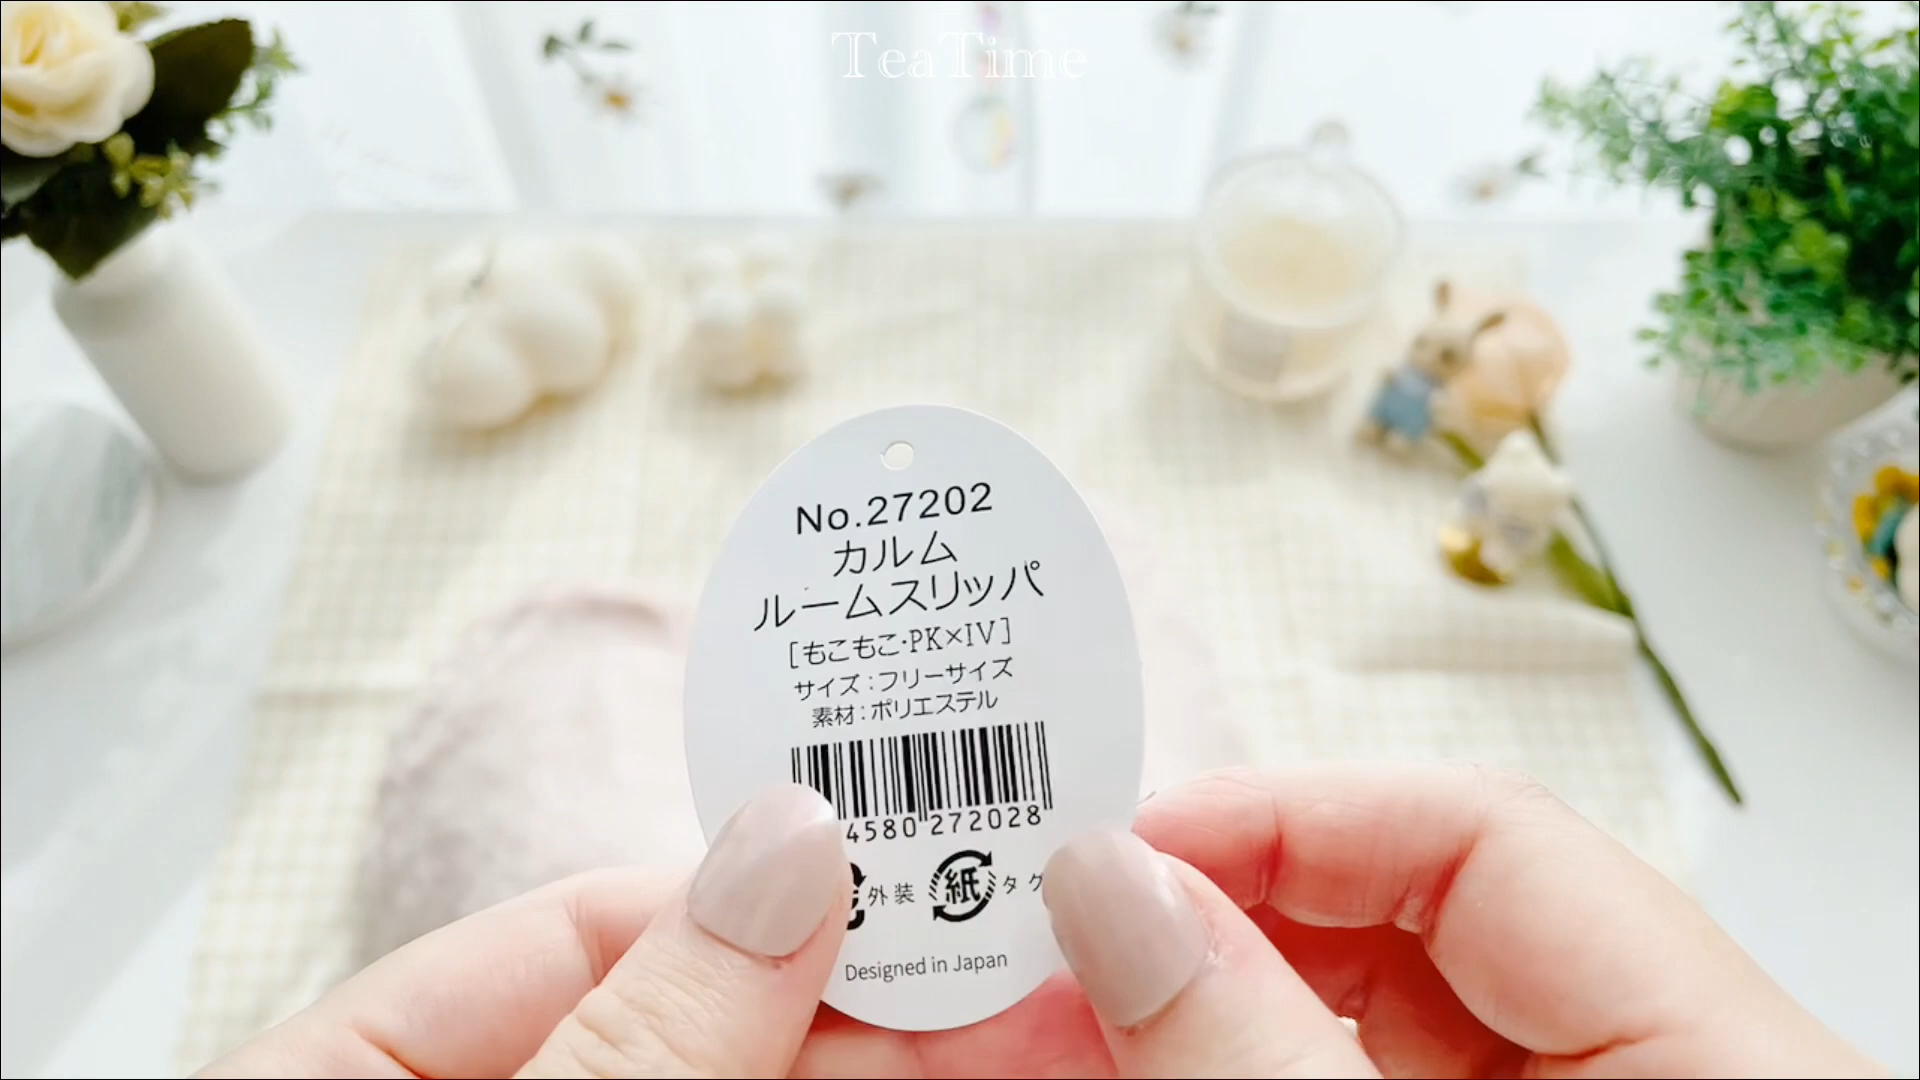 TeaTime
No.27202
カルム
ルームスリッパ
[もこもこ・PK×IV]
サイズ:フリーサイズ
素材:ポリエステル
4580 272028
外装 紙 タグ
Designed in Japan